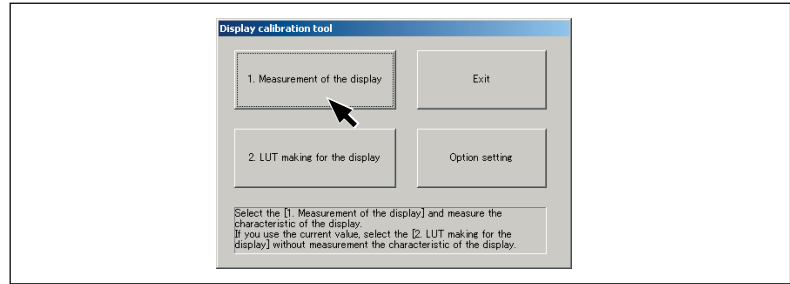 Display calibration tool
1. Measurement of the display
Exit
2. LUT making for the display
Option setting
Select the [1. Measurement of the display] and measure the
characteristic of the display.
If you use the current value, select the [2. LUT making for the
display] without measurement the characteristic of the display.